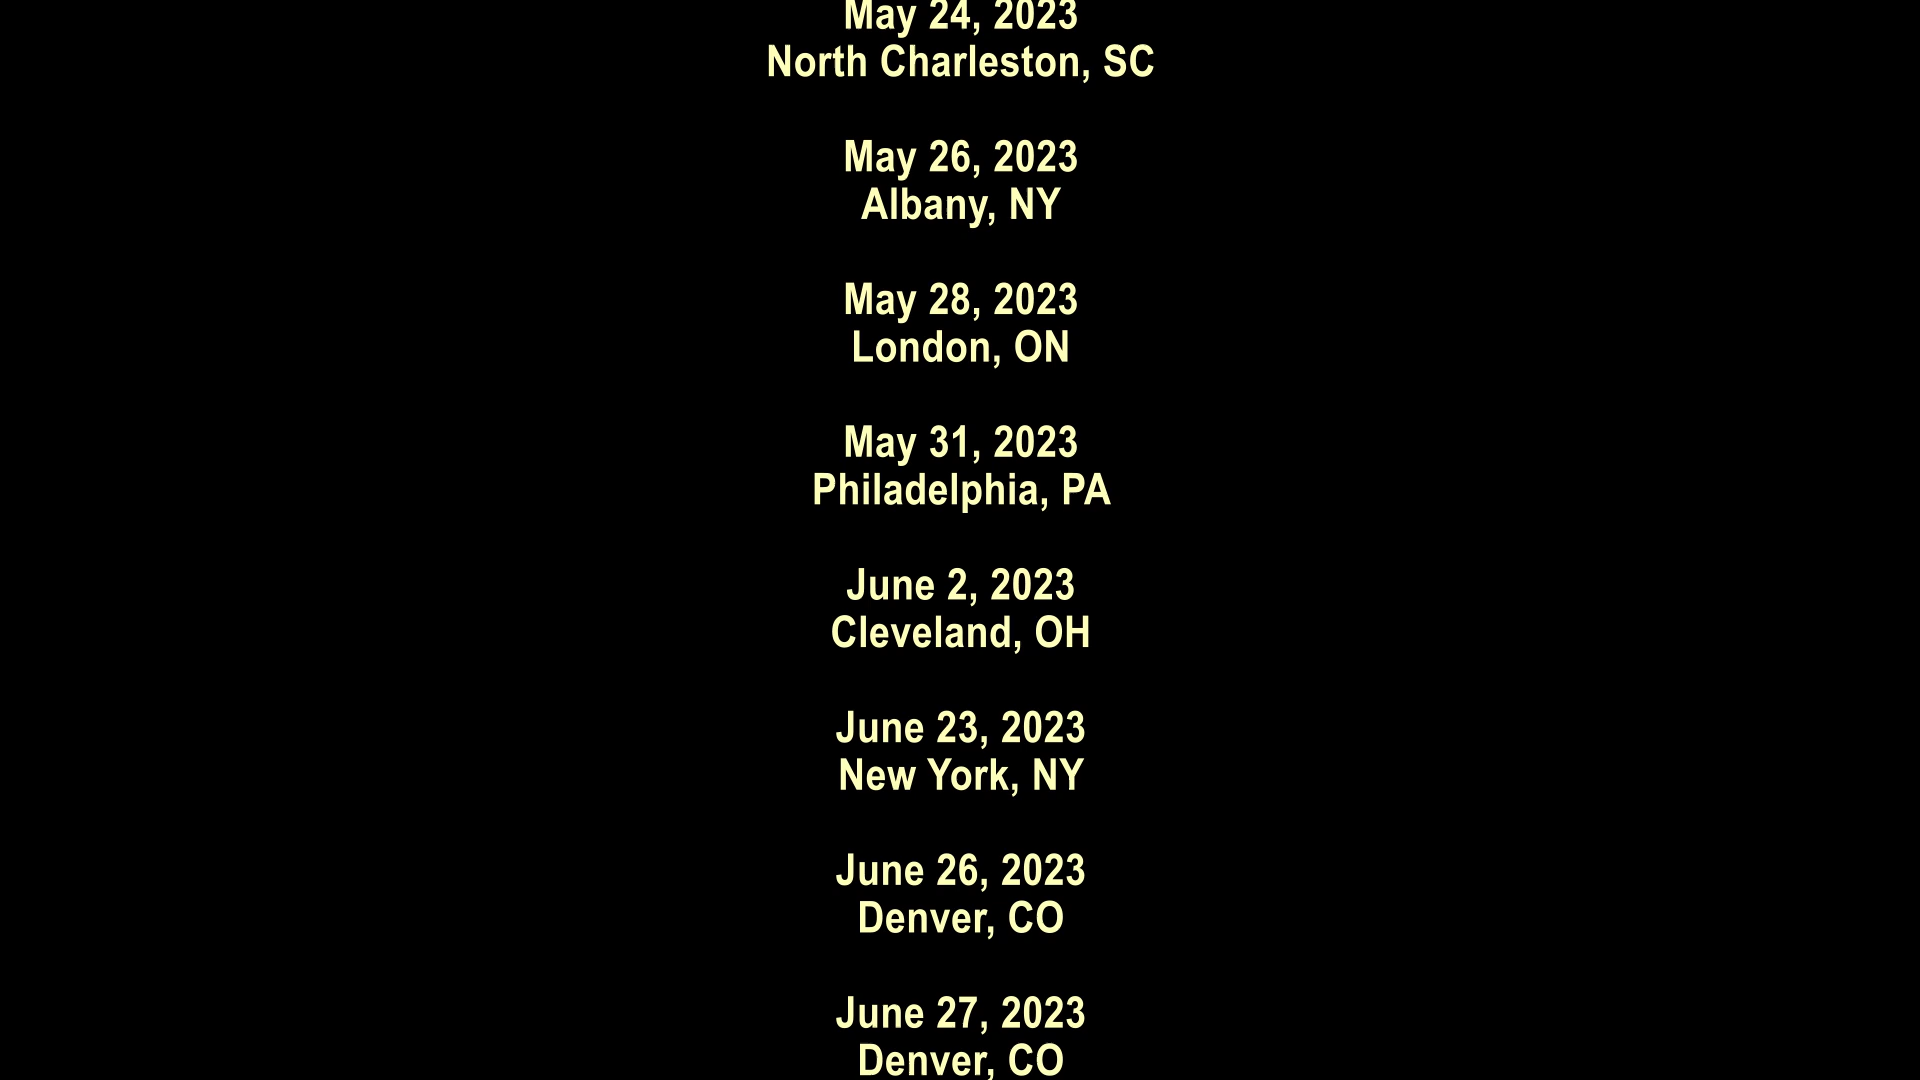 May 24, 2023
North Charleston, SC
May 26, 2023
Albany, NY
May 28, 2023
London, ON
May 31, 2023
Philadelphia, PA
June 2, 2023
Cleveland, OH
June 23, 2023
New York, NY
June 26, 2023
Denver, CO
June 27, 2023
Denver, CO